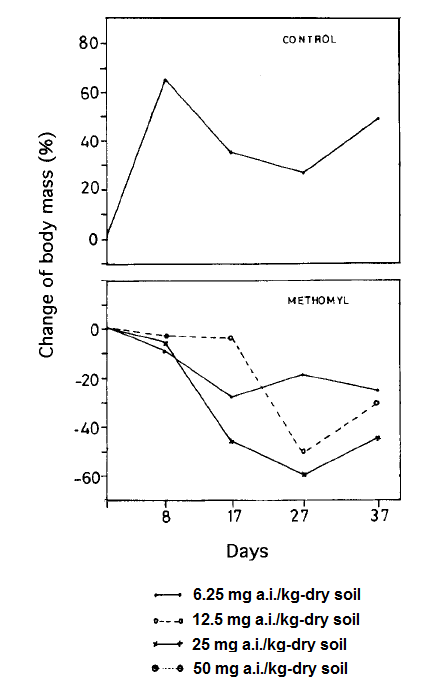 80
CONTROL
60
40
20
0
Change of body mass (%)
METHOMYL
0
-20
-40
-60
8 17 27 37
Days
6.25 mg a.i./kg-dry soil
12.5 mg a.i./kg-dry soil
25 mg a.i./kg-dry soil
50 mg a.i./kg-dry soil